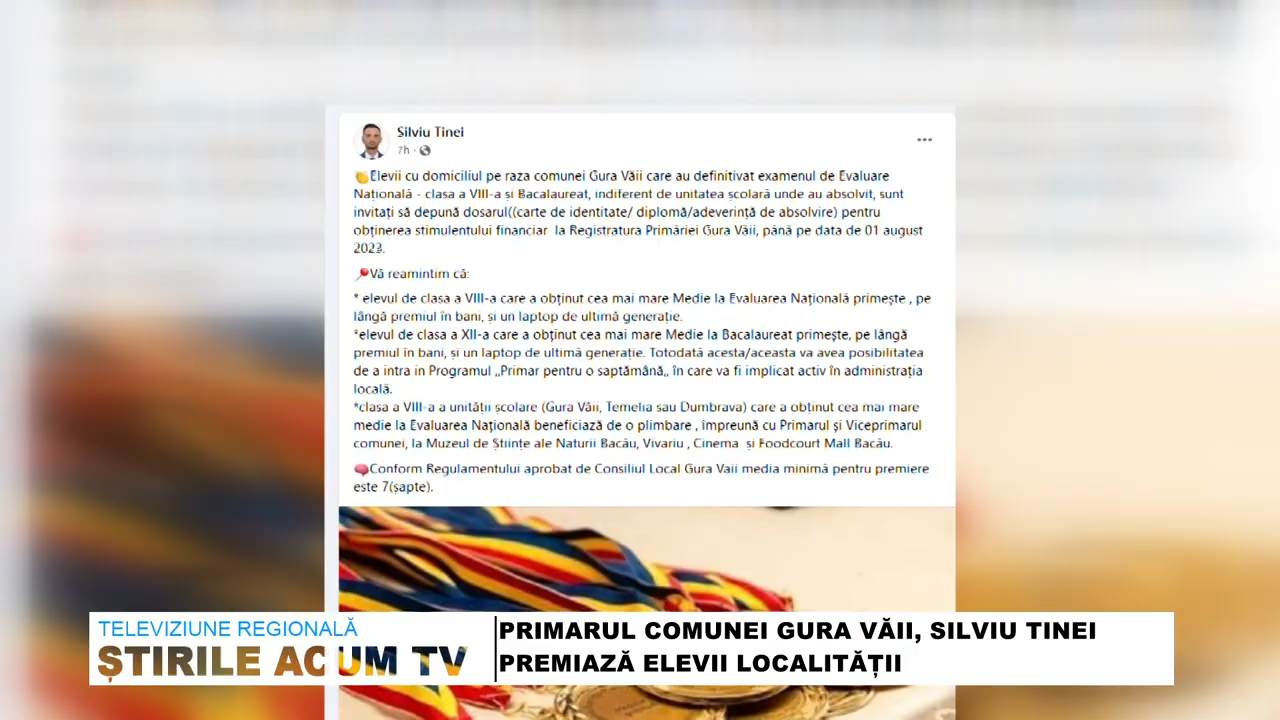 Silviu Tinei
7h ·
Elevii cu domiciliul pe raza comunei Gura Văii care au definitivat examenul de Evaluare
Națională - clasa a VIII-a și Bacalaureat, indiferent de unitatea școlară unde au absolvit, sunt
invitați să depună dosarul((carte de identitate/ diplomă/adeverință de absolvire) pentru
obținerea stimulentului financiar la Registratura Primăriei Gura Văii, până pe data de 01 august
2023.
Vă reamintim că:
* elevul de clasa a VIII-a care a obținut cea mai mare Medie la Evaluarea Națională primește , pe
lângă premiul în bani, și un laptop de ultimă generație.
*elevul de clasa a XII-a care a obținut cea mai mare Medie la Bacalaureat primește, pe lângă
premiul în bani, și un laptop de ultimă generație. Totodată acesta/aceasta va avea posibilitatea
de a intra in Programul ,,Primar pentru o saptămână,, în care va fi implicat activ în administrația
locală.
*clasa a VIII-a a unității școlare (Gura Văii, Temelia sau Dumbrava) care a obținut cea mai mare
medie la Evaluarea Națională beneficiază de o plimbare , împreună cu Primarul și Viceprimarul
comunei, la Muzeul de Științe ale Naturii Bacău, Vivariu , Cinema și Foodcourt Mall Bacău.
Conform Regulamentului aprobat de Consiliul Local Gura Vaii media minimă pentru premiere
este 7(șapte).
TELEVIZIUNE REGIONALĂ
ȘTIRILE ACUM TV
PRIMARUL COMUNEI GURA VĂII, SILVIU TINEI
PREMIAZĂ ELEVII LOCALITĂȚII